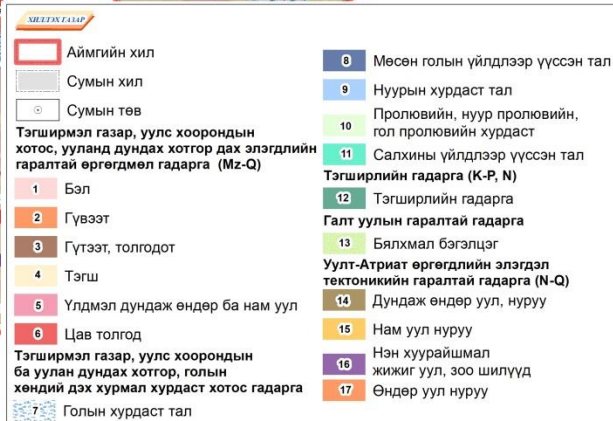 ХИЛЛЭХ ГАЗАР
Аймгийн хил
Сумын хил
Сумын төв
Тэгширмэл газар, уулс хоорондын
хотос, ууланд дундах хотгор дах элэгдлийн
гаралтай өргөгдмөл гадарга (Mz-Q)
1 Бэл
2 Гүвээт
3 Гүтээт, толгодот
4 Тэгш
5 Үлдмэл дундаж өндөр ба нам уул
6 Цав толгод
Тэгширмэл газар, уулс хоорондын
ба уулан дундах хотгор, голын
хөндий дэх хурмал хурдаст хотос гадарга
7 Голын хурдаст тал
8 Мөсөн голын үйлдлээр үүссэн тал
9 Нуурын хурдаст тал
10 Пролювийн, нуур пролювийн,
гол пролювийн хурдаст
11 Салхины үйлдлээр үүссэн тал
Тэгширлийн гадарга (K-P, N)
12 Тэгширлийн гадарга
Галт уулын гаралтай гадарга
13 Бялхмал бэгэлцэг
Уулт-Атриат өргөгдлийн элэгдэл
тектоникийн гаралтай гадарга (N-Q)
14 Дундаж өндөр уул, нуруу
15 Нам уул нуруу
16 Нэн хуурайшмал
жижиг уул, зоо шилүүд
17 Өндөр уул нуруу